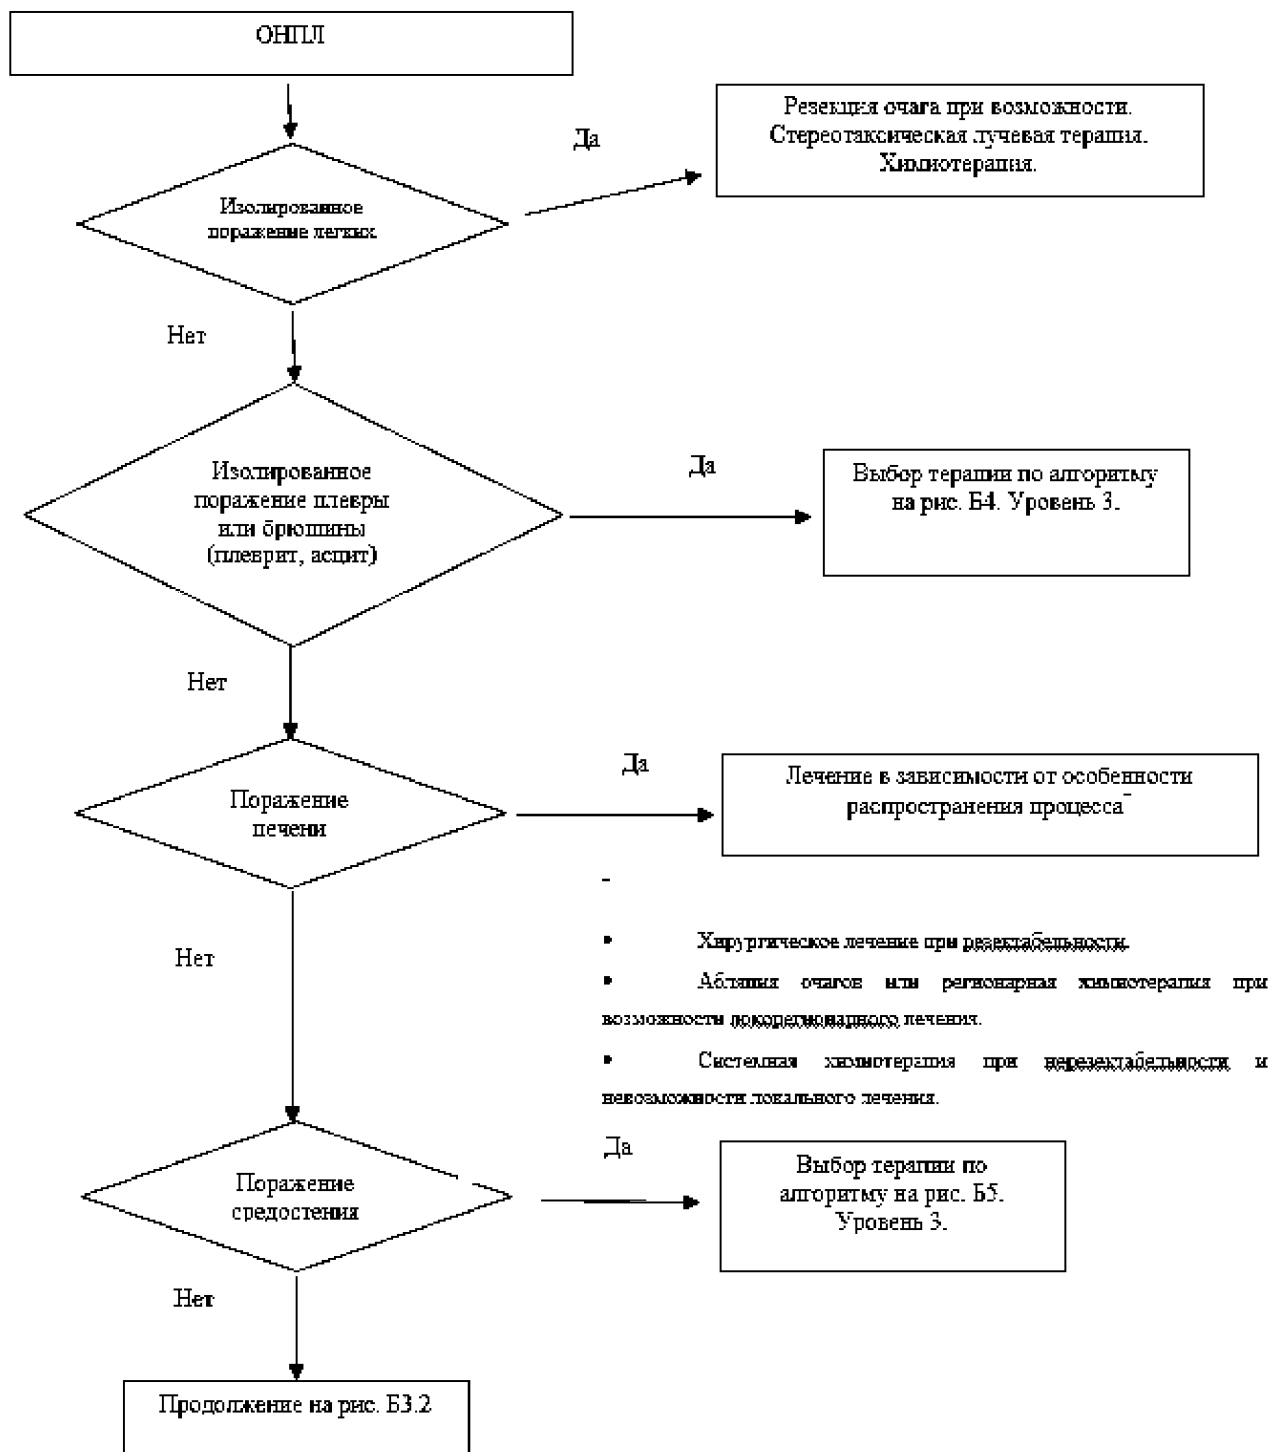 ОНПЛ
Да
Резекция очага при возможности.
Стереотаксическая лучевая терапия.
Химиотерапия.
Изолированное
поражение легких
Нет
Изолированное
поражение плевры
или брюшины
(плеврит, асцит)
Да
Выбор терапии по алгоритму
на рис. Б4. Уровень 3.
Нет
Поражение
печени
Да
Лечение в зависимости от особенности
распространения процесса
Нет
• Хирургическое лечение при резектабельности.
• Абляция очагов или регионарная химиотерапия при
возможности локорегионарного лечения.
• Системная химиотерапия при нерезектабельности и
невозможности локального лечения.
Поражение
средостения
Да
Выбор терапии по
алгоритму на рис. Б5.
Уровень 3.
Нет
Продолжение на рис. Б3.2